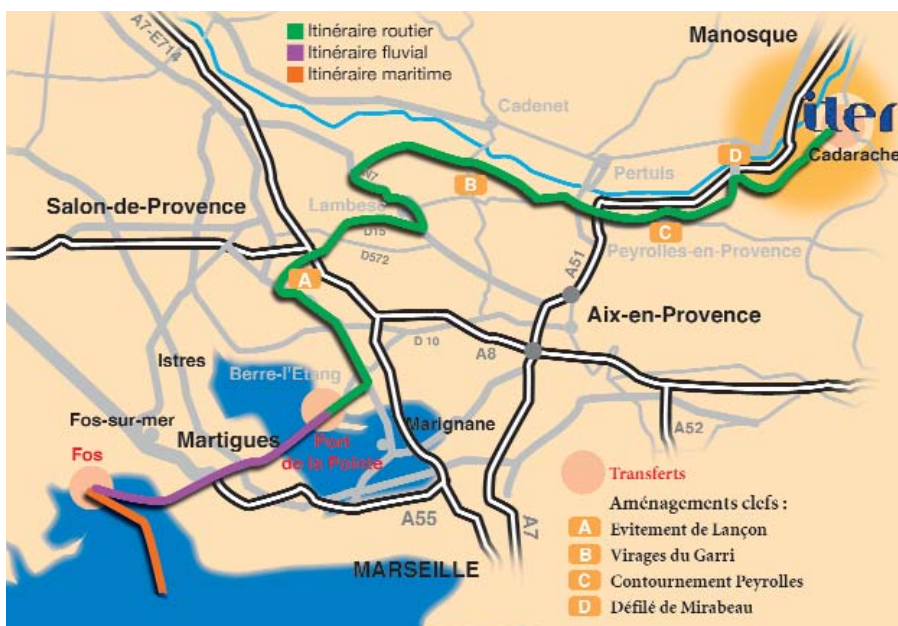 A7-E714
Itinéraire routier
Itinéraire fluvial
Itinéraire maritime
Manosque
Cadenet
iter
Cadarache
D
Pertuis
B
N7
Salon-de-Provence
Lambesc
D15
D572
C
Peyrolles-en-Provence
A
A51
Aix-en-Provence
D 10
A8
Istres
Berre-l'Etang
A52
Fos-sur-mer
Martigues
Marignane
Port
de la Pointe
Fos
Transferts
A55
A7
MARSEILLE
Aménagements clefs :
A Evitement de Lançon
B Virages du Garri
C Contournement Peyrolles
D Défilé de Mirabeau